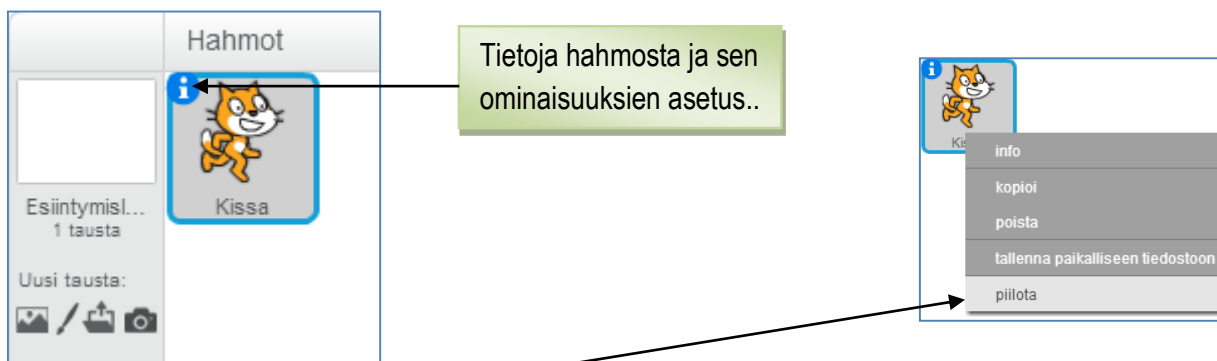 Hahmot
Tietoja hahmosta ja sen
ominaisuuksien asetus..
Esiintymisl...
1 tausta
Kissa
Uusi tausta:
info
kopioi
poista
tallenna paikalliseen tiedostoon
piilota